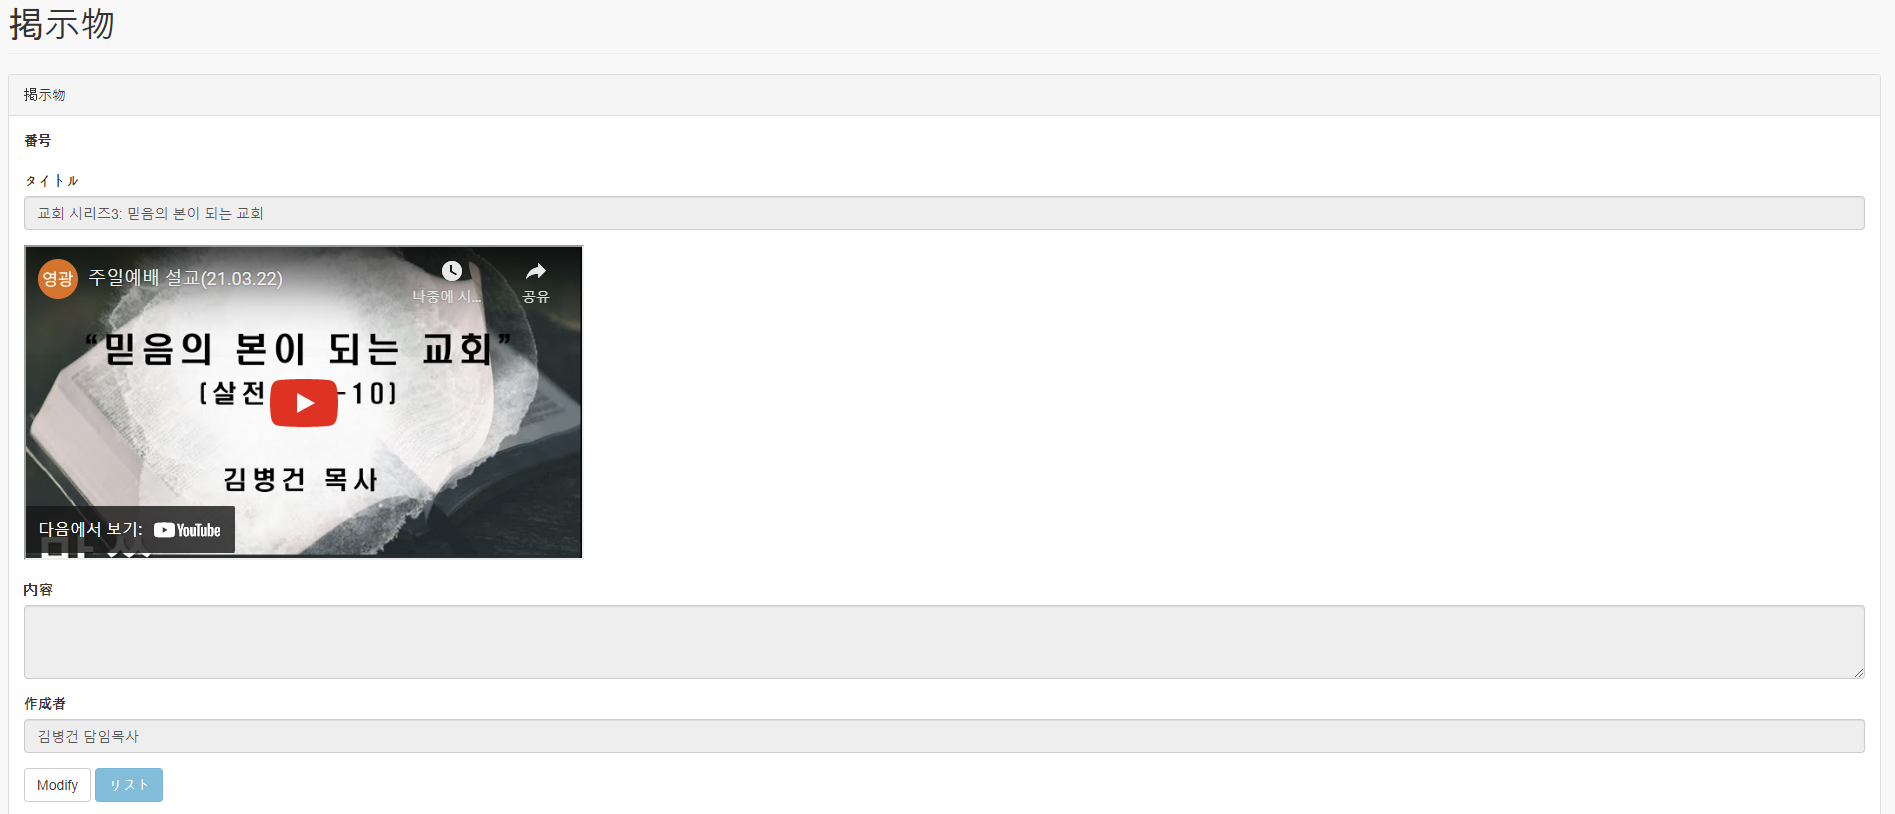 掲示物
掲示物
番号
タイトル
교회 시리즈3: 믿음의 본이 되는 교회
영광 주일예배 설교(21.03.22)
나중에 시... 공유
“믿음의 본이 되는 교회”
(살전 -10)
김병건 목사
다음에서 보기: YouTube
内容
作成者
김병건 담임목사
Modify リスト